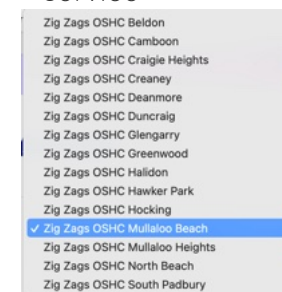 Zig Zags OSHC Beldon
Zig Zags OSHC Camboon
Zig Zags OSHC Craigie Heights
Zig Zags OSHC Creaney
Zig Zags OSHC Deanmore
Zig Zags OSHC Duncraig
Zig Zags OSHC Glengarry
Zig Zags OSHC Greenwood
Zig Zags OSHC Halidon
Zig Zags OSHC Hawker Park
Zig Zags OSHC Hocking
✓ Zig Zags OSHC Mullaloo Beach
Zig Zags OSHC Mullaloo Heights
Zig Zags OSHC North Beach
Zig Zags OSHC South Padbury